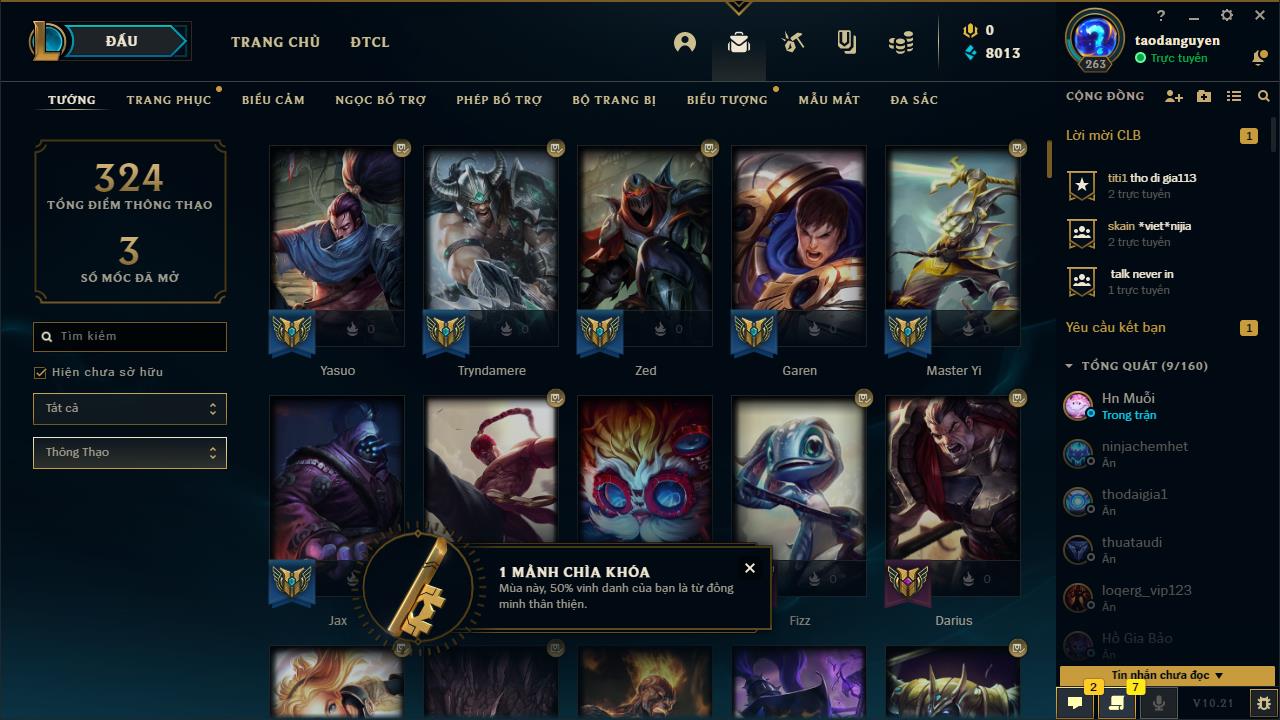 ĐẤU
TRANG CHỦ
ĐTCL
0
8013
?
taodanguyen
Trực tuyến
263
TƯỚNG
TRANG PHỤC
BIỂU CẢM
NGỌC BỔ TRỢ
PHÉP BỔ TRỢ
BỘ TRANG BỊ
BIỂU TƯỢNG
MẪU MẮT
ĐA SẮC
CỘNG ĐỒNG
324
TỔNG ĐIỂM THÔNG THẠO
3
SỐ MỐC ĐÃ MỞ
Tìm kiếm
Hiện chưa sở hữu
Tất cả
Thông Thạo
0
0
0
0
0
Yasuo
Tryndamere
Zed
Garen
Master Yi
0
0
Jax
Fizz
Darius
1 MẢNH CHÌA KHÓA
Mùa này, 50% vinh danh của bạn là từ đồng
minh thân thiện.
Lời mời CLB
1
titi1 tho di gia113
2 trực tuyến
skain *viet*nijia
2 trực tuyến
talk never in
1 trực tuyến
Yêu cầu kết bạn
1
TỔNG QUÁT (9/160)
Hn Muỗi
Trong trận
ninjachemhet
Ẩn
thodaigia1
Ẩn
thuataudi
Ẩn
loqerg_vip123
Ẩn
Hồ Gia Bảo
Ẩn
Tin nhắn chưa đọc
2
7
V10.21